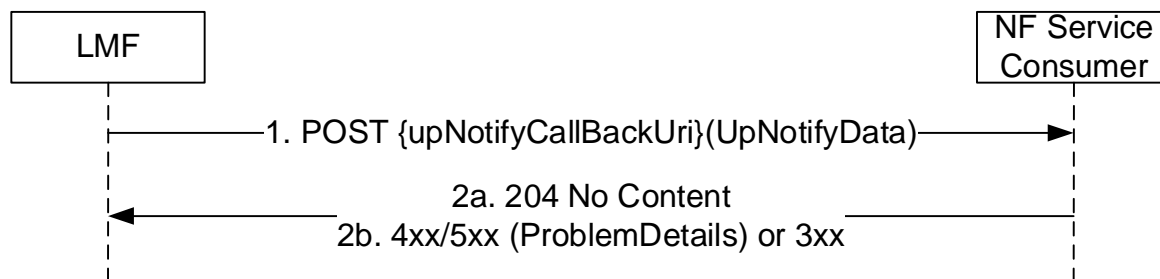 LMF
NF Service
Consumer
1. POST {upNotifyCallBackUri}(UpNotifyData)
2a. 204 No Content
2b. 4xx/5xx (ProblemDetails) or 3xx